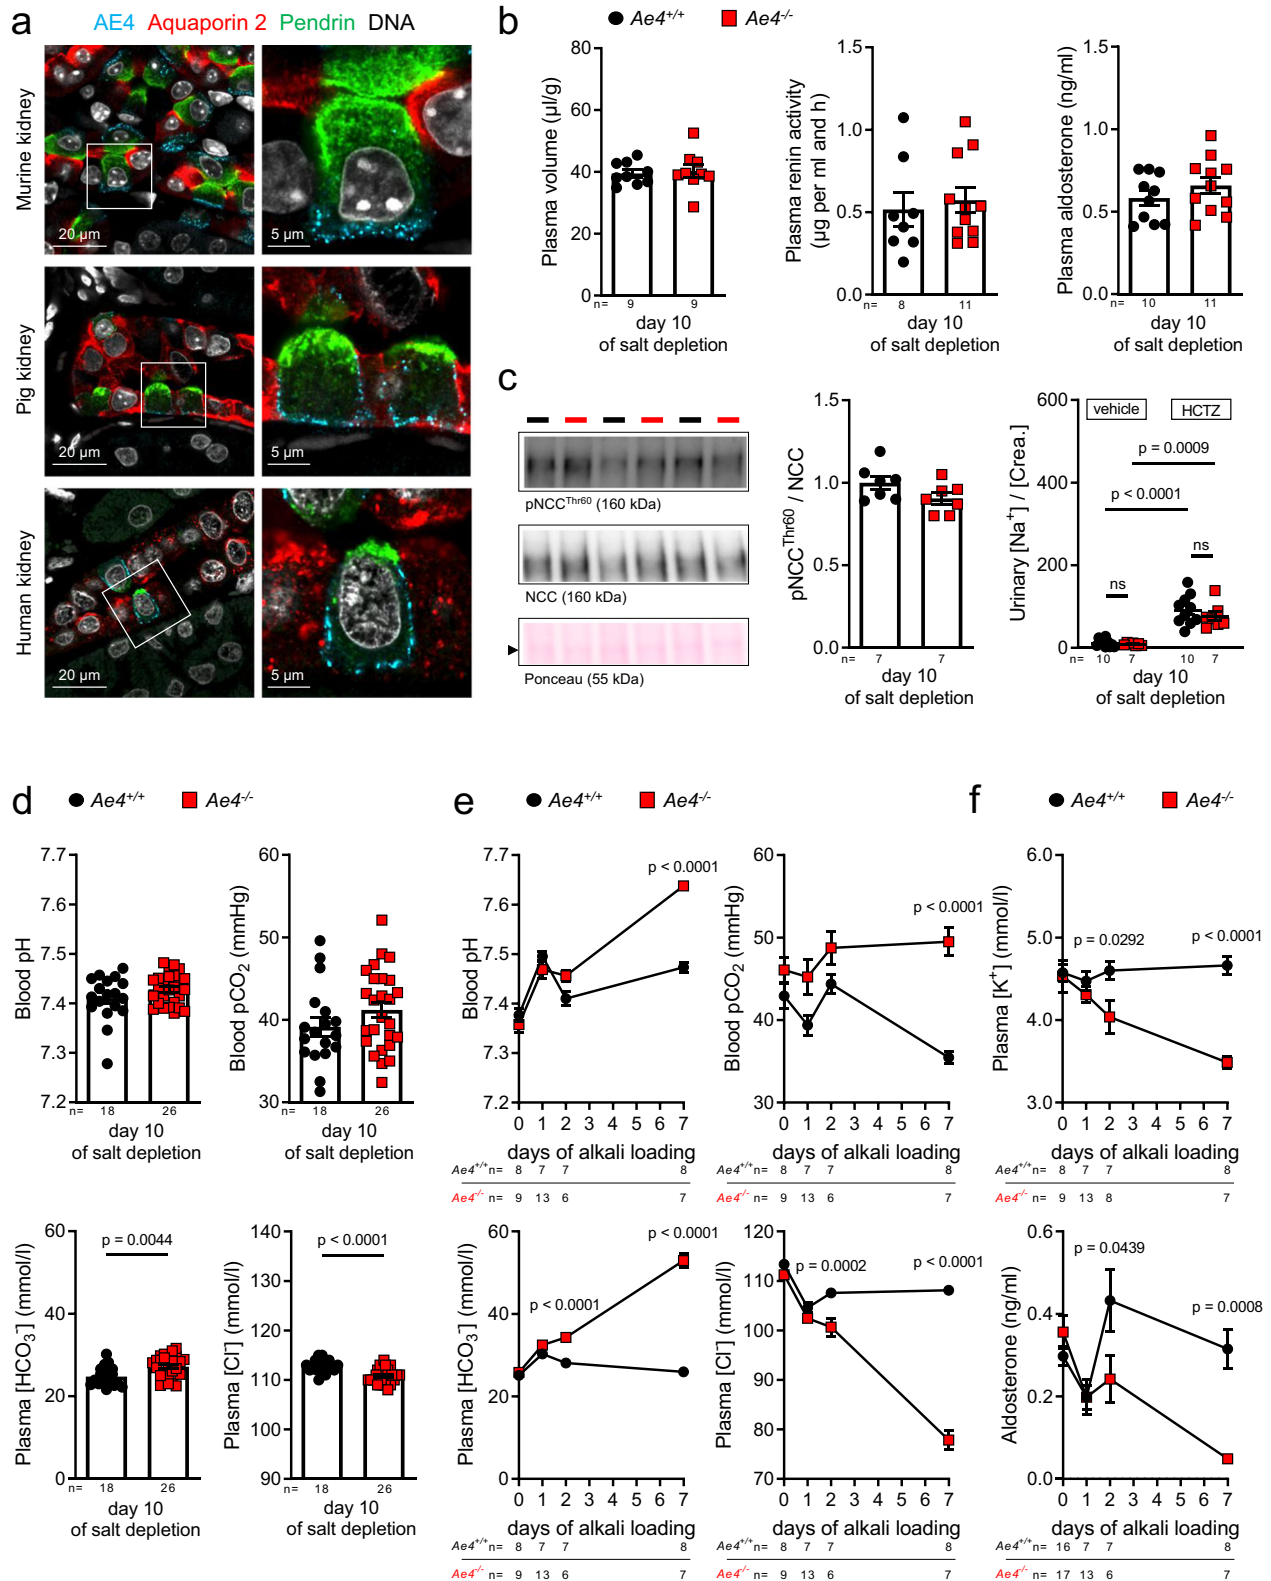 a
AE4 Aquaporin 2 Pendrin DNA
Murine kidney
20 µm
5 µm
Pig kidney
20 µm
5 µm
Human kidney
20 µm
5 µm
b
Ae4+/+ Ae4-/-
Plasma volume (µl/g)
80
60
40
20
0
n= 9 9
day 10
of salt depletion
Plasma renin activity
(µg per ml and h)
1.5
1.0
0.5
0.0
n= 8 11
day 10
of salt depletion
Plasma aldosterone (ng/ml)
1.5
1.0
0.5
0.0
n= 10 11
day 10
of salt depletion
c
pNCCThr60 (160 kDa)
NCC (160 kDa)
Ponceau (55 kDa)
pNCCThr60 / NCC
1.5
1.0
0.5
0.0
n= 7 7
day 10
of salt depletion
Urinary [Na+] / [Crea.]
600
400
200
0
vehicle HCTZ
p = 0.0009
p < 0.0001
ns
ns
n= 10 7 10 7
day 10
of salt depletion
d
Ae4+/+ Ae4-/-
Blood pH
7.7
7.6
7.5
7.4
7.3
7.2
n= 18 26
day 10
of salt depletion
Blood pCO2 (mmHg)
60
50
40
30
n= 18 26
day 10
of salt depletion
Plasma [HCO3-] (mmol/l)
60
40
20
0
p = 0.0044
n= 18 26
day 10
of salt depletion
Plasma [Cl-] (mmol/l)
140
130
120
110
100
90
p < 0.0001
n= 18 26
day 10
of salt depletion
e
Ae4+/+ Ae4-/-
Blood pH
7.7
7.6
7.5
7.4
7.3
7.2
p < 0.0001
0 1 2 3 4 5 6 7
days of alkali loading
Ae4+/+ n= 8 7 7 8
Ae4-/- n= 9 13 6 7
Blood pCO2 (mmHg)
60
50
40
30
p < 0.0001
0 1 2 3 4 5 6 7
days of alkali loading
Ae4+/+ n= 8 7 7 8
Ae4-/- n= 9 13 6 7
Plasma [HCO3-] (mmol/l)
60
40
20
0
p < 0.0001
p < 0.0001
0 1 2 3 4 5 6 7
days of alkali loading
Ae4+/+ n= 8 7 7 8
Ae4-/- n= 9 13 6 7
Plasma [Cl-] (mmol/l)
120
110
100
90
80
70
p = 0.0002
p < 0.0001
0 1 2 3 4 5 6 7
days of alkali loading
Ae4+/+ n= 8 7 7 8
Ae4-/- n= 9 13 6 7
f
Ae4+/+ Ae4-/-
Plasma [K+] (mmol/l)
6.0
5.0
4.0
3.0
p = 0.0292
p < 0.0001
0 1 2 3 4 5 6 7
days of alkali loading
Ae4+/+ n= 8 7 7 8
Ae4-/- n= 9 13 8 7
Aldosterone (ng/ml)
0.6
0.4
0.2
0.0
p = 0.0439
p = 0.0008
0 1 2 3 4 5 6 7
days of alkali loading
Ae4+/+ n= 16 7 7 8
Ae4-/- n= 17 13 6 7